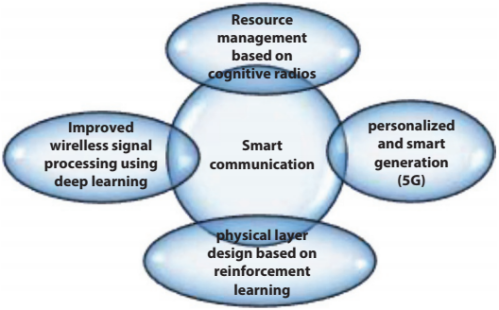 Resource
management
based on
cognitive radios
Improved
wirelless signal
processing using
deep learning
Smart
communication
personalized
and smart
generation
(5G)
physical layer
design based on
reinforcement
learning